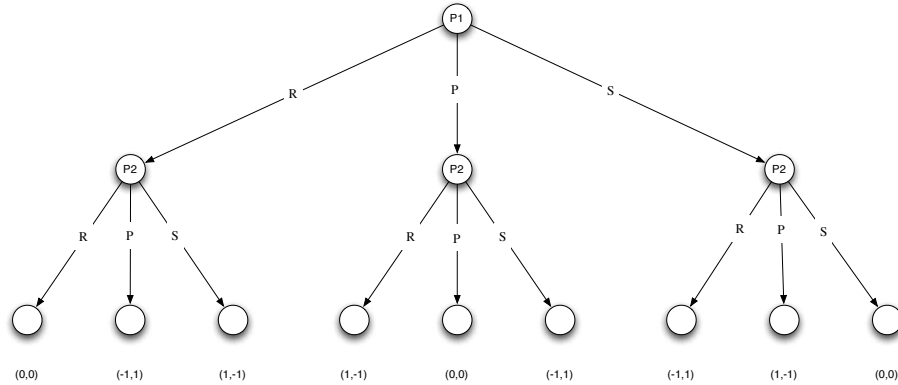 P1
R P S
P2 P2 P2
R P S R P S R P S
(0,0) (-1,1) (1,-1) (1,-1) (0,0) (-1,1) (-1,1) (1,-1) (0,0)